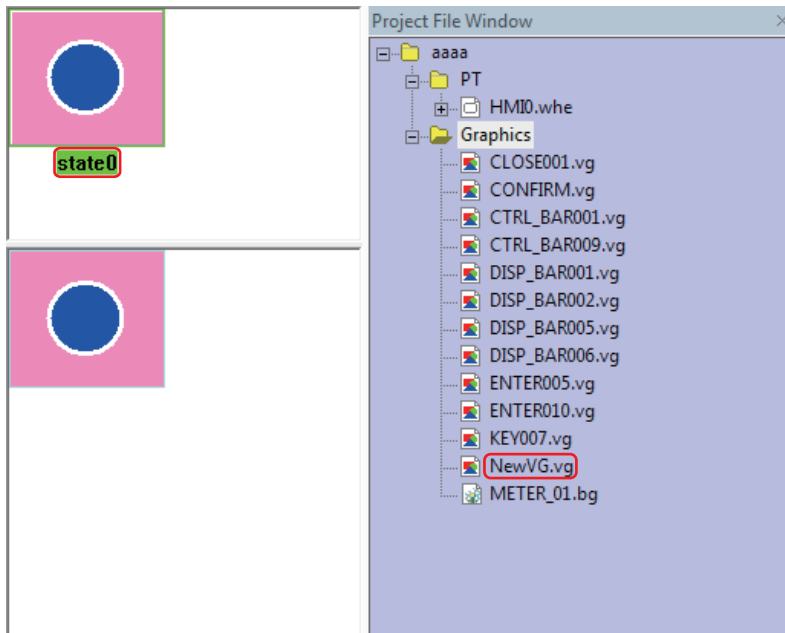 state0
Project File Window
aaaa
PT
HMI0.whe
Graphics
CLOSE001.vg
CONFIRM.vg
CTRL_BAR001.vg
CTRL_BAR009.vg
DISP_BAR001.vg
DISP_BAR002.vg
DISP_BAR005.vg
DISP_BAR006.vg
ENTER005.vg
ENTER010.vg
KEY007.vg
NewVG.vg
METER_01.bg